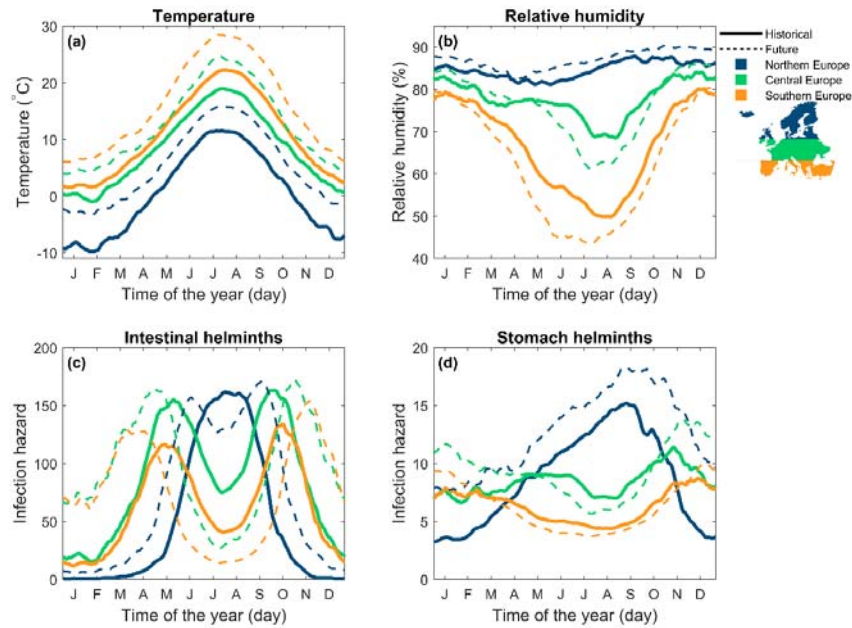 Temperature
(a)
30
20
10
0
-10
Temperature (°C)
J F M A M J J A S O N D
Time of the year (day)
Relative humidity
(b)
90
80
70
60
50
40
Relative humidity (%)
J F M A M J J A S O N D
Time of the year (day)
Historical
Future
Northern Europe
Central Europe
Southern Europe
Intestinal helminths
(c)
200
150
100
50
0
Infection hazard
J F M A M J J A S O N D
Time of the year (day)
Stomach helminths
(d)
20
15
10
5
0
Infection hazard
J F M A M J J A S O N D
Time of the year (day)